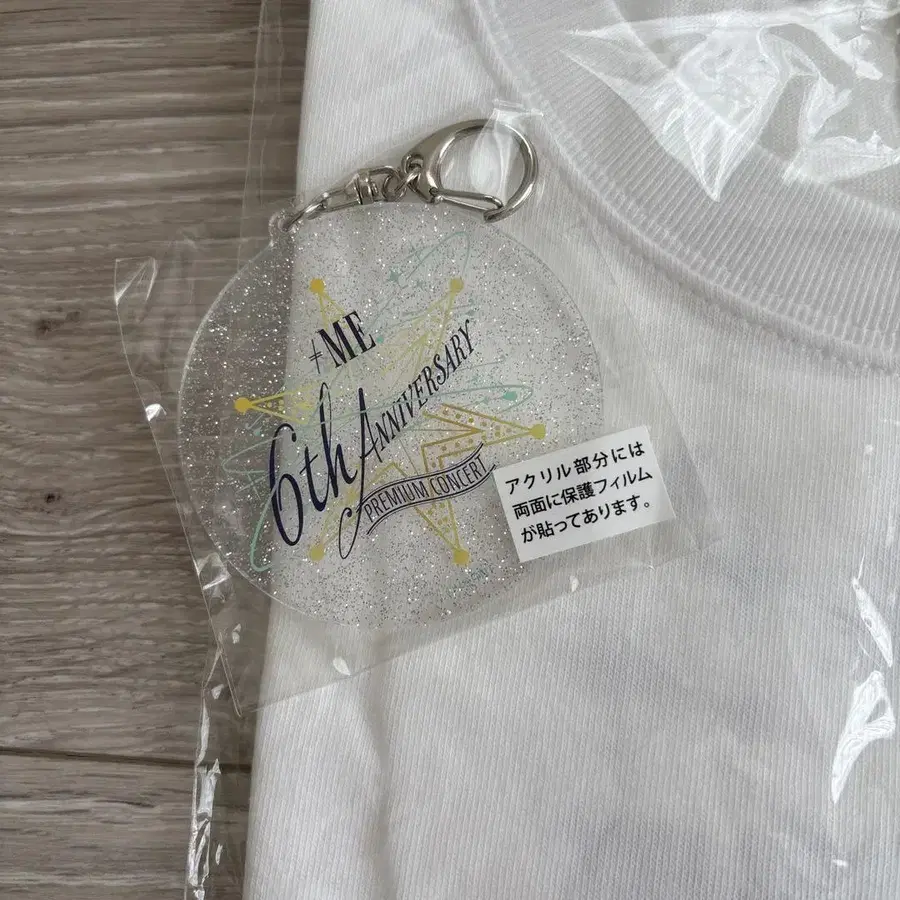 ≠ME
6th ANNIVERSARY
PREMIUM CONCERT
アクリル部分には
両面に保護フィルム
が貼ってあります。